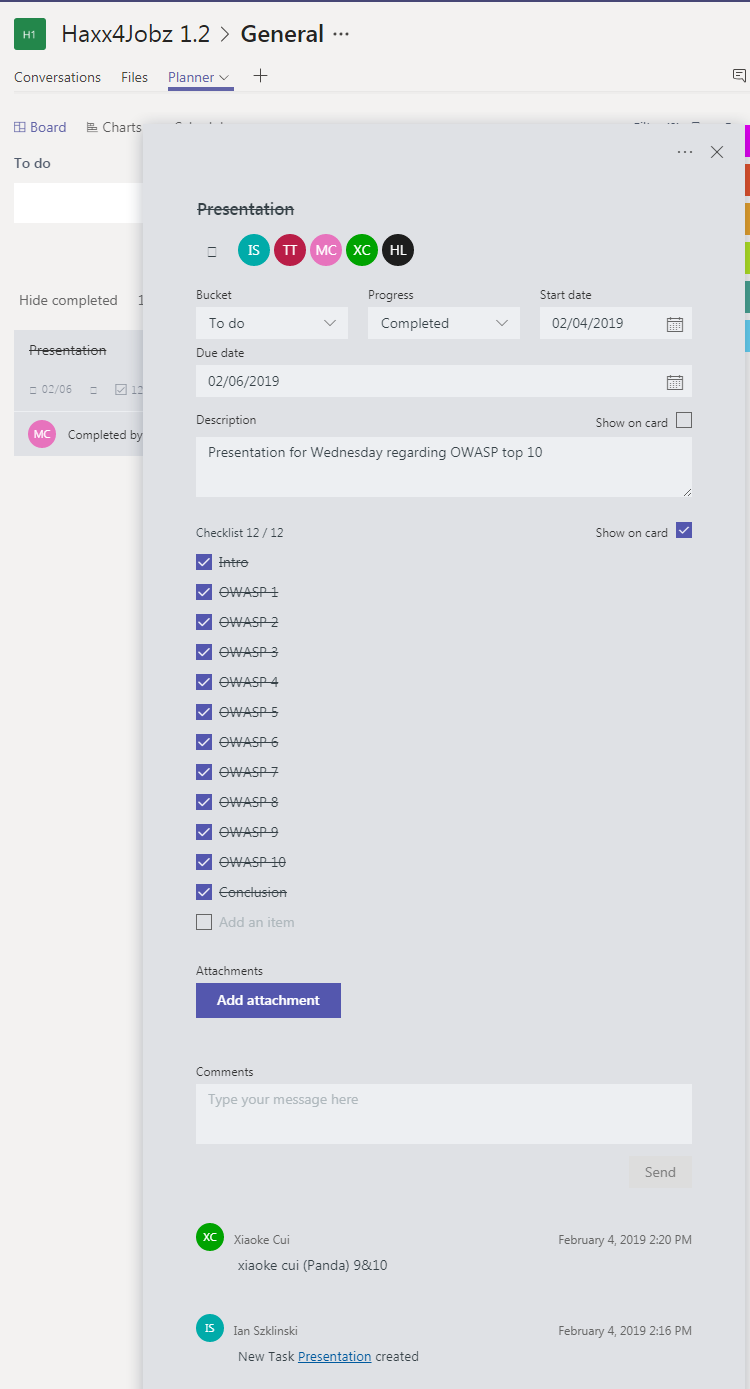 H1 Haxx4Jobz 1.2 > General ...
Conversations Files Planner
Board Charts
To do
Hide completed 1
Presentation
02/06 12
MC Completed by
Presentation
IS TT MC XC HL
Bucket Progress Start date
To do Completed 02/04/2019
Due date
02/06/2019
Description Show on card
Presentation for Wednesday regarding OWASP top 10
Checklist 12 / 12 Show on card
Intro
OWASP 1
OWASP 2
OWASP 3
OWASP 4
OWASP 5
OWASP 6
OWASP 7
OWASP 8
OWASP 9
OWASP 10
Conclusion
Add an item
Attachments
Add attachment
Comments
Type your message here
Send
XC Xiaoke Cui February 4, 2019 2:20 PM
xiaoke cui (Panda) 9&10
IS Ian Szklinski February 4, 2019 2:16 PM
New Task Presentation created